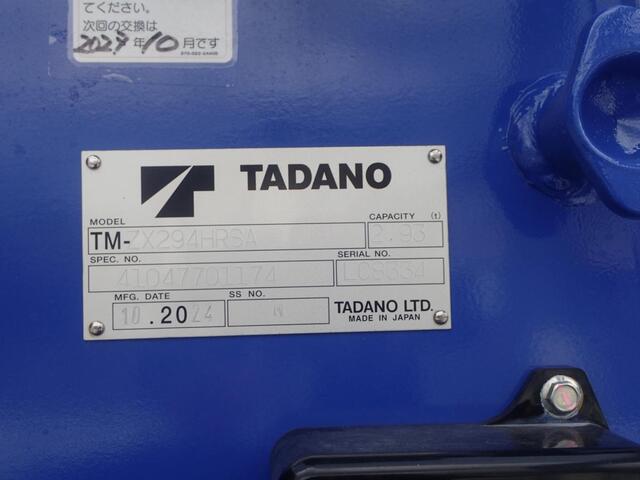 てください。
次回の交換は
2027年10月です
TADANO
MODEL
CAPACITY (t)
TM-ZX294HRSA
2.93
SPEC. NO.
SERIAL NO.
41047701174
LC8334
MFG. DATE
SS NO.
10.2024
N
TADANO LTD.
MADE IN JAPAN